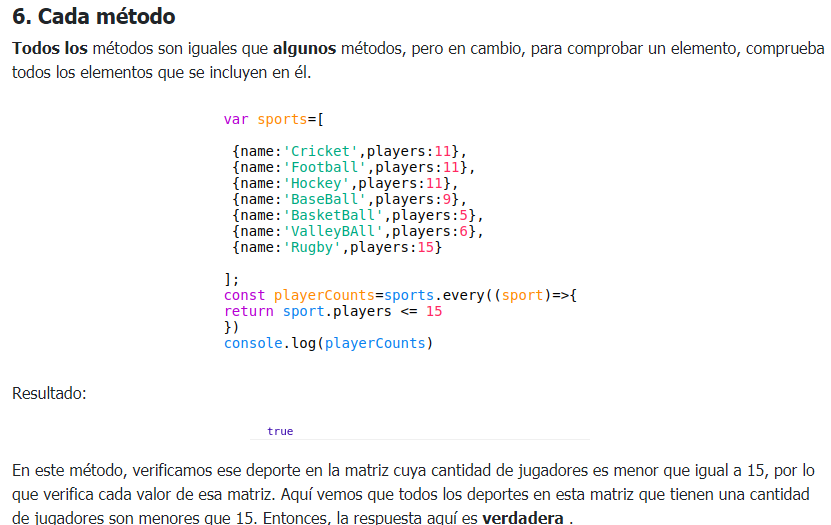 6. Cada método
Todos los métodos son iguales que algunos métodos, pero en cambio, para comprobar un elemento, comprueba
todos los elementos que se incluyen en él.
var sports=[
{name:'Cricket',players:11},
{name:'Football',players:11},
{name:'Hockey',players:11},
{name:'BaseBall',players:9},
{name:'BasketBall',players:5},
{name:'ValleyBAll',players:6},
{name:'Rugby',players:15}
];
const playerCounts=sports.every((sport)=>{
return sport.players <= 15
})
console.log(playerCounts)
Resultado:
true
En este método, verificamos ese deporte en la matriz cuya cantidad de jugadores es menor que igual a 15, por lo
que verifica cada valor de esa matriz. Aquí vemos que todos los deportes en esta matriz que tienen una cantidad
de jugadores son menores que 15. Entonces, la respuesta aquí es verdadera .